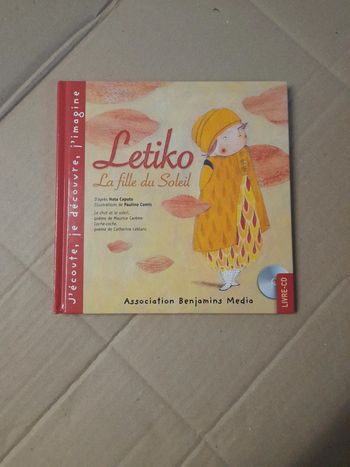 J'écoute, je découvre, j'imagine
Letiko
La fille du Soleil
D'après Nata Caputo
Illustrations de Pauline Comis
Le chat et le soleil,
poème de Maurice Carême
Cache-cache,
poème de Catherine Leblanc
Association Benjamins Media
LIVRE-CD